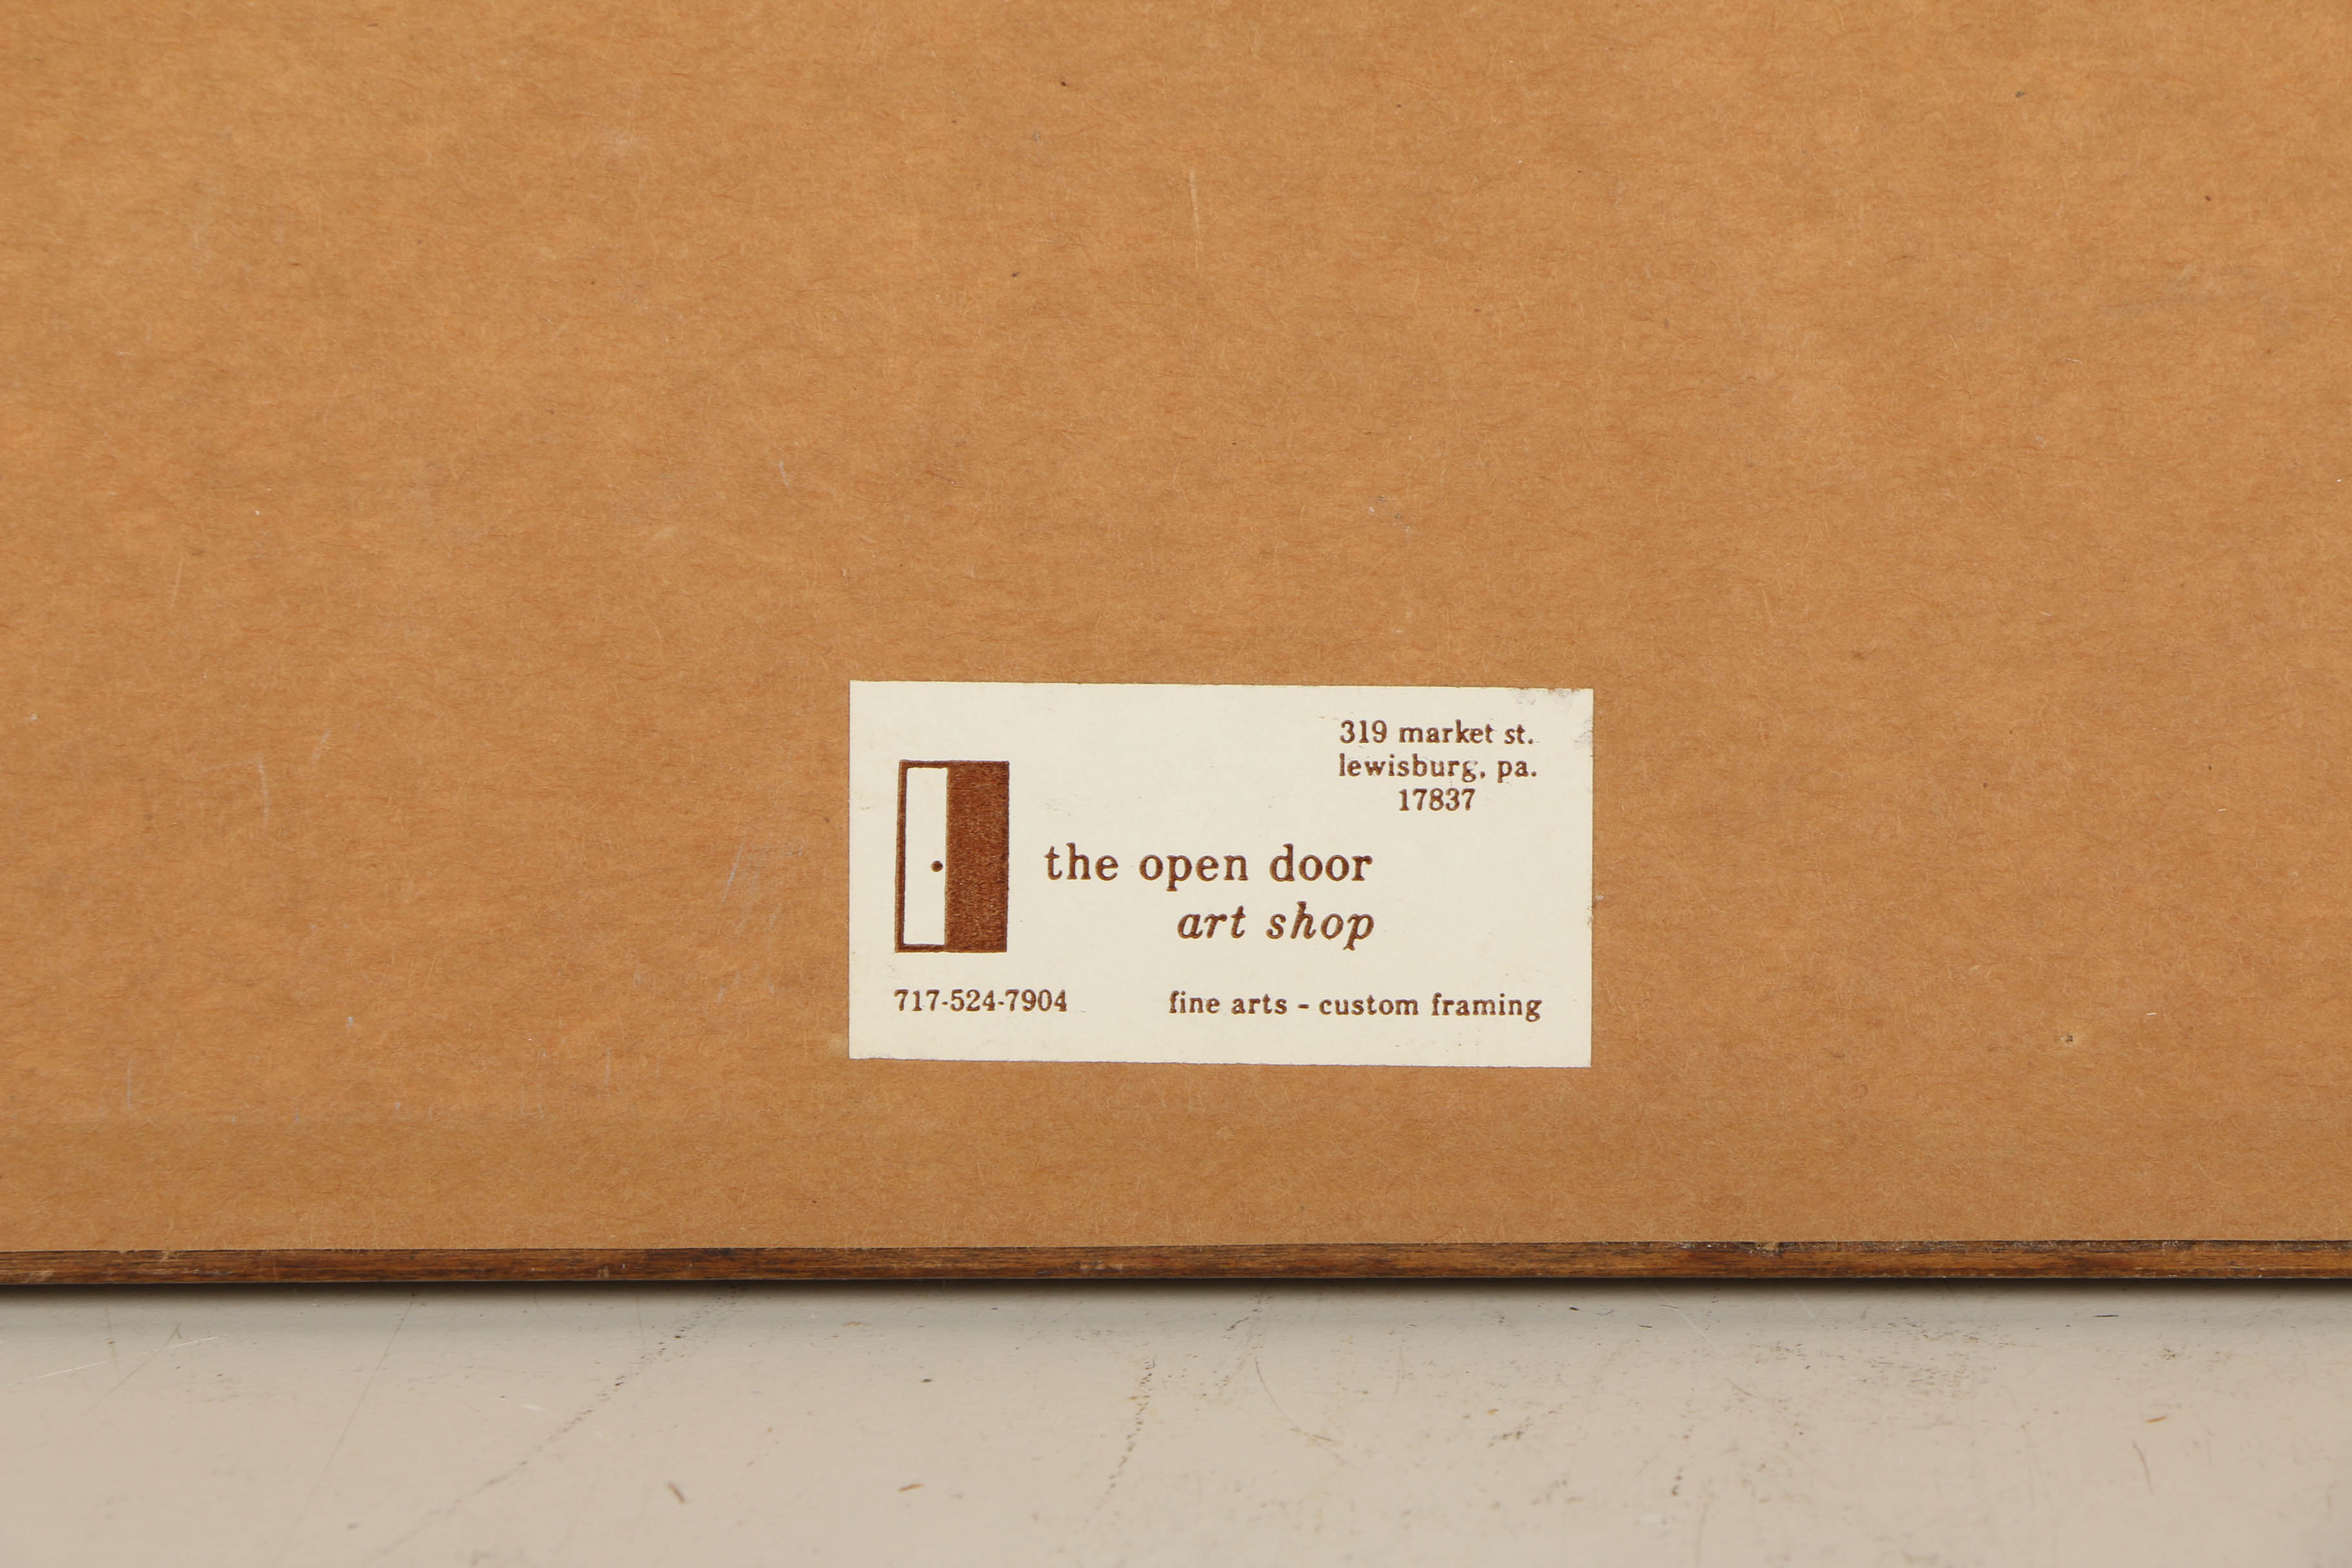 319 market st.
lewisburg, pa.
17837
the open door
art shop
717-524-7904
fine arts - custom framing